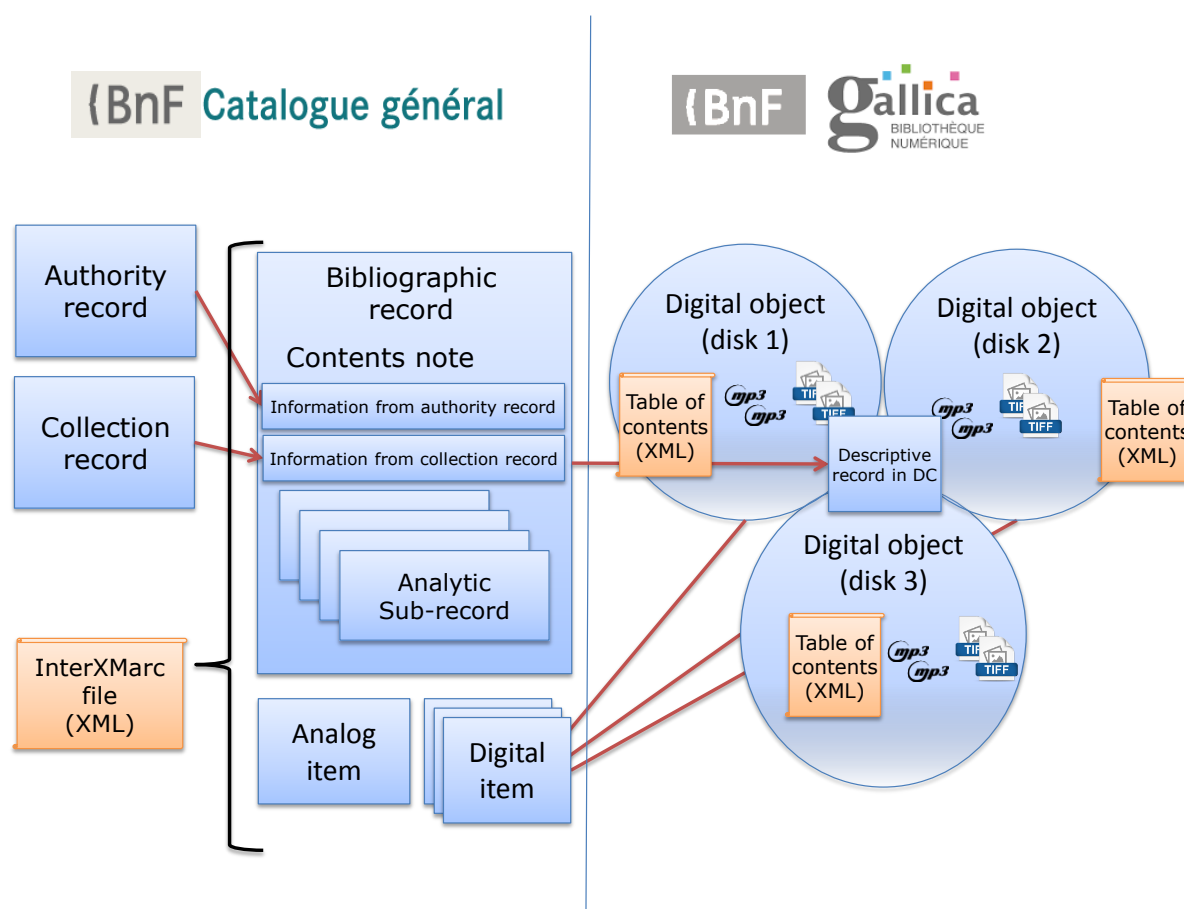 BnF Catalogue général
BnF
gallica
BIBLIOTHÈQUE
NUMÉRIQUE
Authority
record
Collection
record
InterXMarc
file
(XML)
Bibliographic
record
Contents note
Information from authority record
Information from collection record
Analytic
Sub-record
Analog
item
Digital
item
Digital object
(disk 1)
Table of
contents
(XML)
mp3
mp3
TIFF
TIFF
Descriptive
record in DC
Digital object
(disk 2)
mp3
mp3
TIFF
TIFF
Table of
contents
(XML)
Digital object
(disk 3)
Table of
contents
(XML)
mp3
mp3
TIFF
TIFF